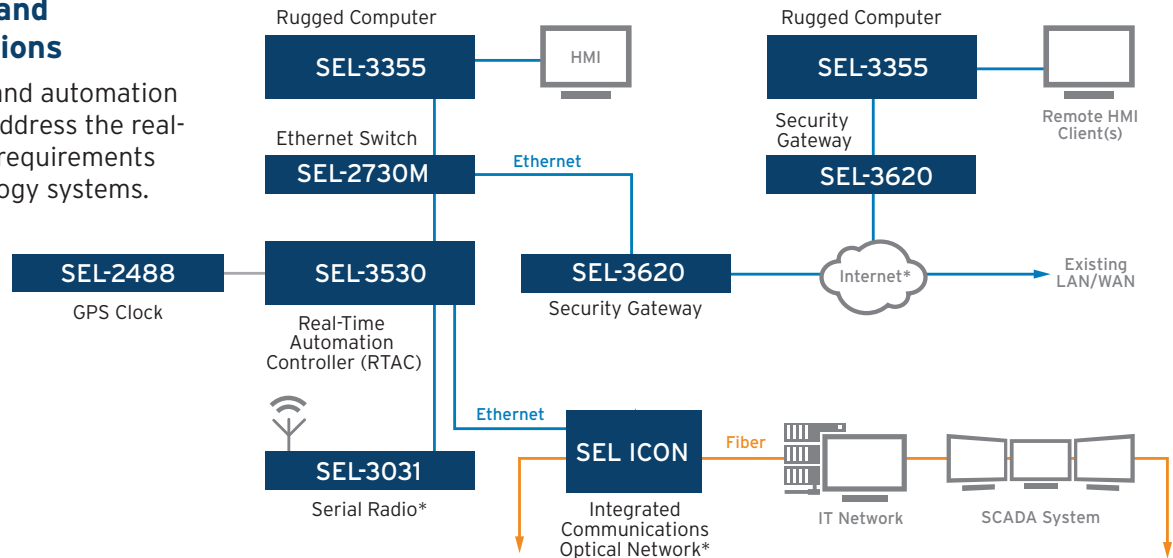 and
ions
and automation
ddress the real-
requirements
logy systems.
Rugged Computer
SEL-3355
HMI
Ethernet Switch
SEL-2730M
Ethernet
Rugged Computer
SEL-3355
Remote HMI
Client(s)
Security
Gateway
SEL-3620
SEL-2488
GPS Clock
SEL-3530
Real-Time
Automation
Controller (RTAC)
SEL-3620
Security Gateway
Internet*
Existing
LAN/WAN
SEL-3031
Serial Radio*
Ethernet
SEL ICON
Integrated
Communications
Optical Network*
Fiber
IT Network
SCADA System